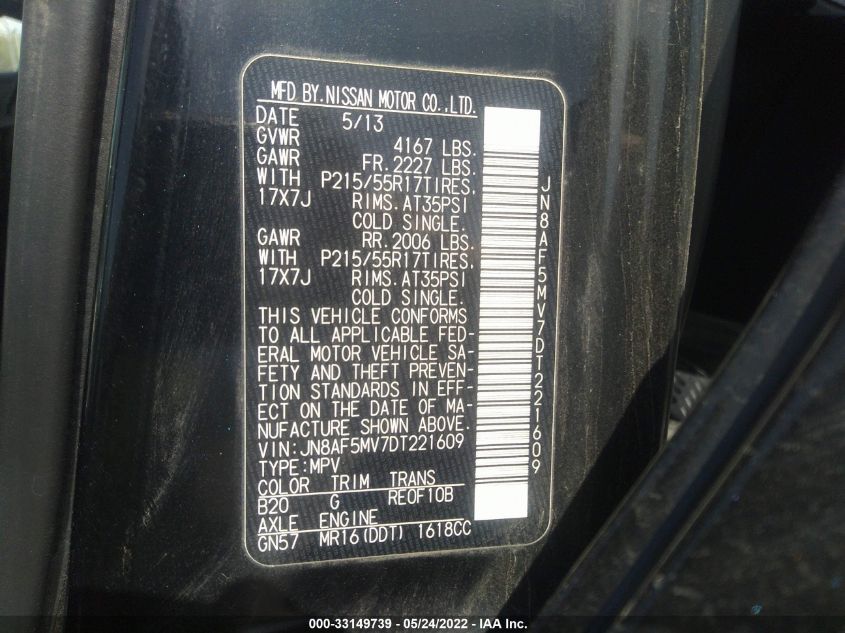 MFD BY.NISSAN MOTOR CO.,LTD.
DATE 5/13
GVWR 4167 LBS.
GAWR FR.2227 LBS.
WITH P215/55R17TIRES,
17X7J RIMS.AT35PSI
COLD SINGLE.
GAWR RR.2006 LBS.
WITH P215/55R17TIRES,
17X7J RIMS.AT35PSI
COLD SINGLE.
THIS VEHICLE CONFORMS
TO ALL APPLICABLE FED-
ERAL MOTOR VEHICLE SA-
FETY AND THEFT PREVEN-
TION STANDARDS IN EFF-
ECT ON THE DATE OF MA-
NUFACTURE SHOWN ABOVE.
VIN:JN8AF5MV7DT221609
TYPE:MPV
COLOR TRIM TRANS
B20 G RE0F10B
AXLE ENGINE
GN57 MR16(DDT) 1618CC
JN8AF5MV7DT221609
000-33149739 - 05/24/2022 - IAA Inc.